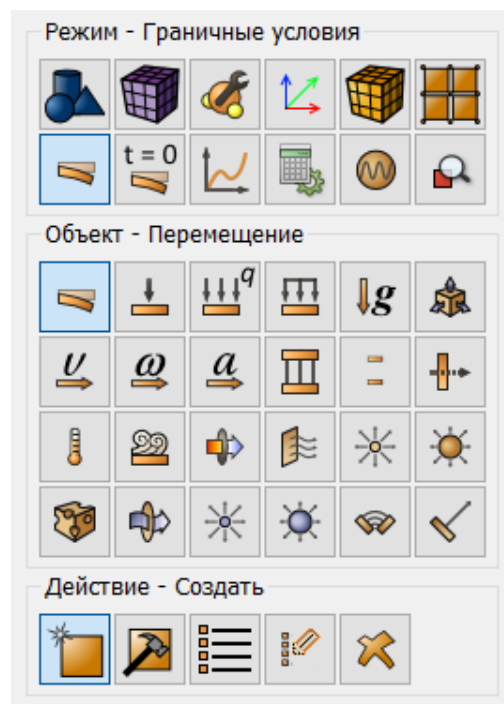 Режим - Граничные условия
t = 0
Объект - Перемещение
q
g
υ ω a
Действие - Создать